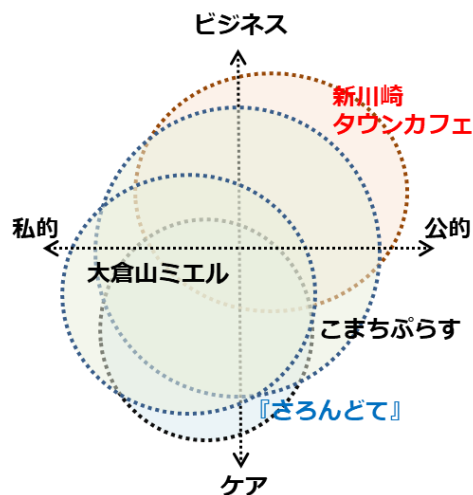 ビジネス
新川崎
タウンカフェ
私的
公的
大倉山ミエル
こまちぷらす
『さろんどて』
ケア